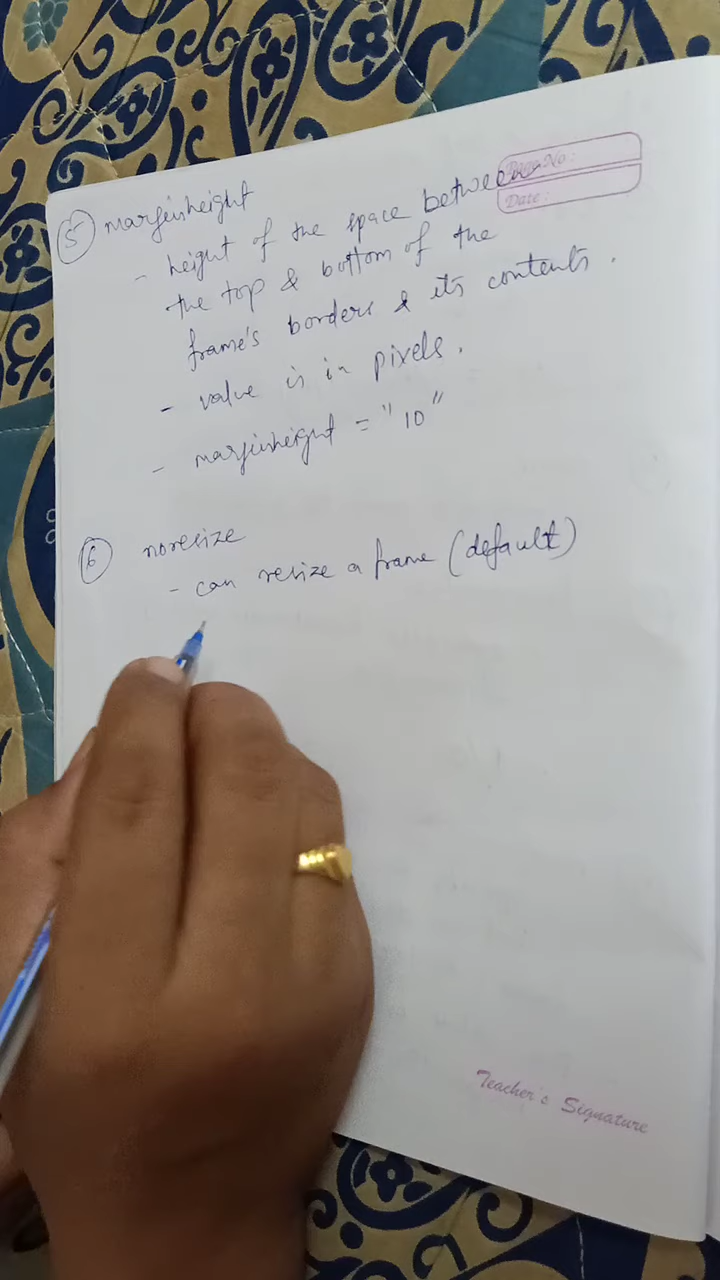 Page No:
Date:
5 marginheight
- height of the space between
the top & bottom of the
frame's borders & its contents.
- value is in pixels.
- marginheight = "10"
6 noresize
- can resize a frame (default)
Teacher's Signature